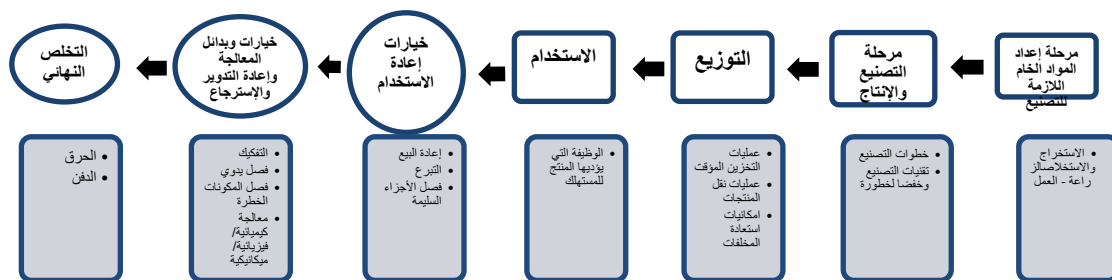 مرحلة إعداد
المواد الخام
اللازمة
للتصنيع
مرحلة
التصنيع
والإنتاج
التوزيع
الاستخدام
خيارات
إعادة
الاستخدام
خيارات وبدائل
المعالجة
وإعادة التدوير
والإسترجاع
التخلص
النهائي
• الاستخراج
والاستخلاصالز
راعة - العمل
• خطوات التصنيع
• تقنيات التصنيع
وخفضا لخطورة
• عمليات
التخزين المؤقت
• عمليات نقل
المنتجات
• امكانيات
استعادة
المخلفات
• الوظيفة التي
يؤديها المنتج
للمستهلك
• إعادة البيع
• التبرع
• فصل الأجزاء
السليمة
• التفكيك
• فصل يدوي
• فصل المكونات
الخطرة
• معالجة
كيميائية/
فيزيائية/
ميكانيكية
• الحرق
• الدفن